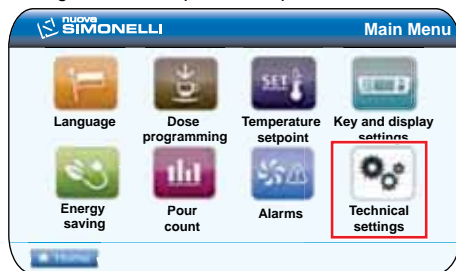 nuova
SIMONELLI
Main Menu
SET
Language
Dose
programming
Temperature
setpoint
Key and display
settings
Energy
saving
Pour
count
Alarms
Technical
settings
Home